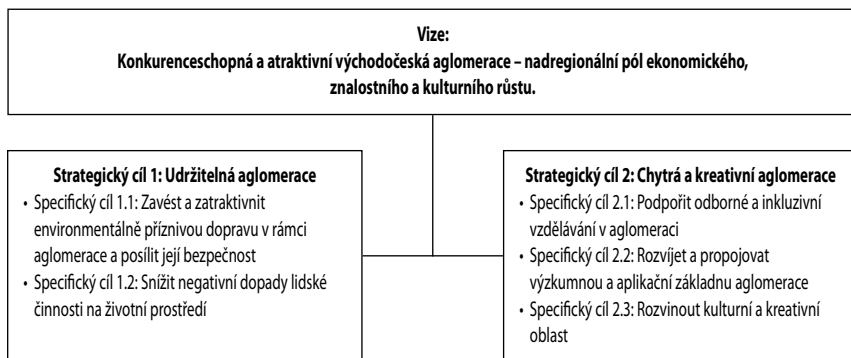 Vize:
Konkurenceschopná a atraktivní východočeská aglomerace – nadregionální pól ekonomického,
znalostního a kulturního růstu.
Strategický cíl 1: Udržitelná aglomerace
• Specifický cíl 1.1: Zavést a zatraktivnit
environmentálně příznivou dopravu v rámci
aglomerace a posílit její bezpečnost
• Specifický cíl 1.2: Snížit negativní dopady lidské
činnosti na životní prostředí
Strategický cíl 2: Chytrá a kreativní aglomerace
• Specifický cíl 2.1: Podpořit odborné a inkluzivní
vzdělávání v aglomeraci
• Specifický cíl 2.2: Rozvíjet a propojovat
výzkumnou a aplikační základnu aglomerace
• Specifický cíl 2.3: Rozvinout kulturní a kreativní
oblast